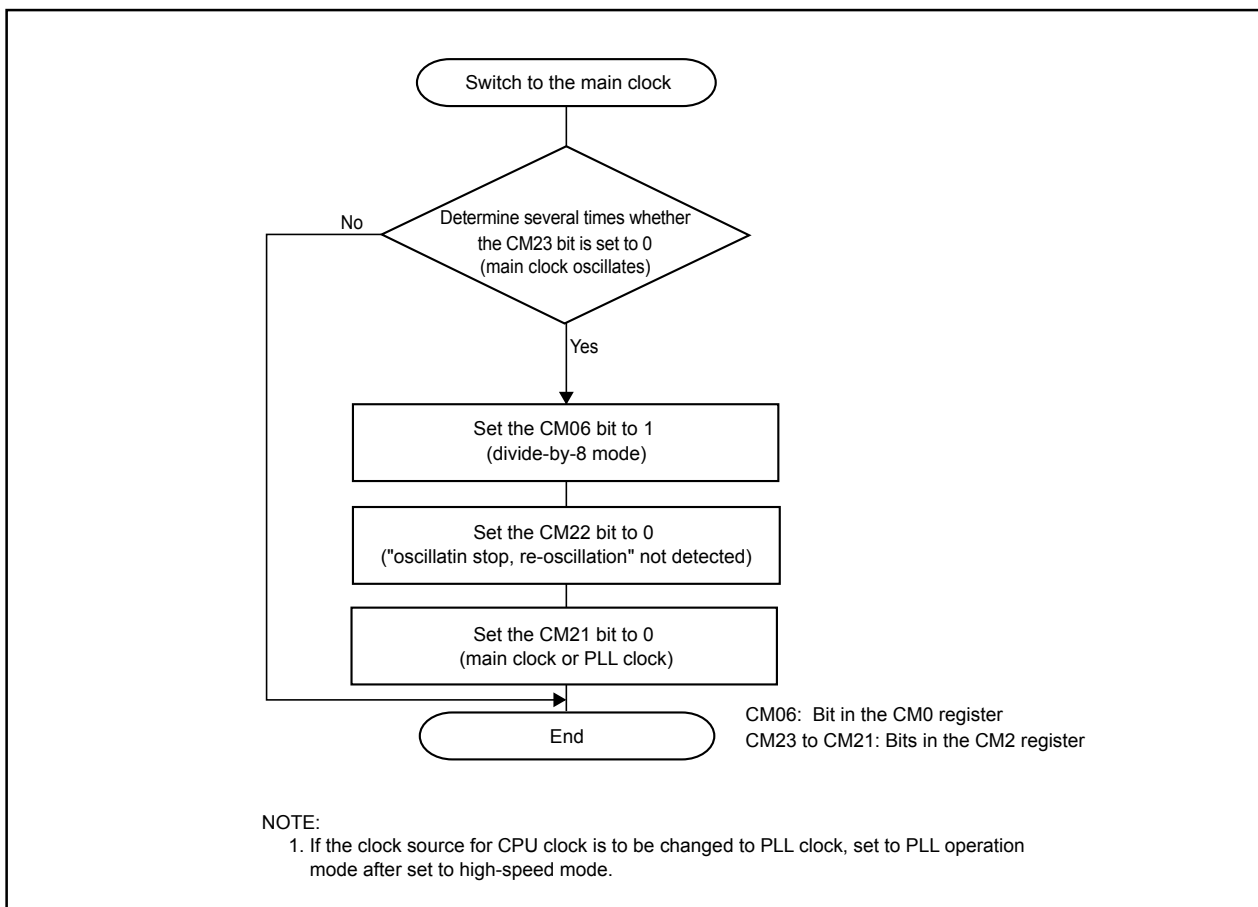 Switch to the main clock
Determine several times whether
the CM23 bit is set to 0
(main clock oscillates)
No
Yes
Set the CM06 bit to 1
(divide-by-8 mode)
Set the CM22 bit to 0
("oscillatin stop, re-oscillation" not detected)
Set the CM21 bit to 0
(main clock or PLL clock)
End
CM06: Bit in the CM0 register
CM23 to CM21: Bits in the CM2 register
NOTE:
1. If the clock source for CPU clock is to be changed to PLL clock, set to PLL operation
mode after set to high-speed mode.